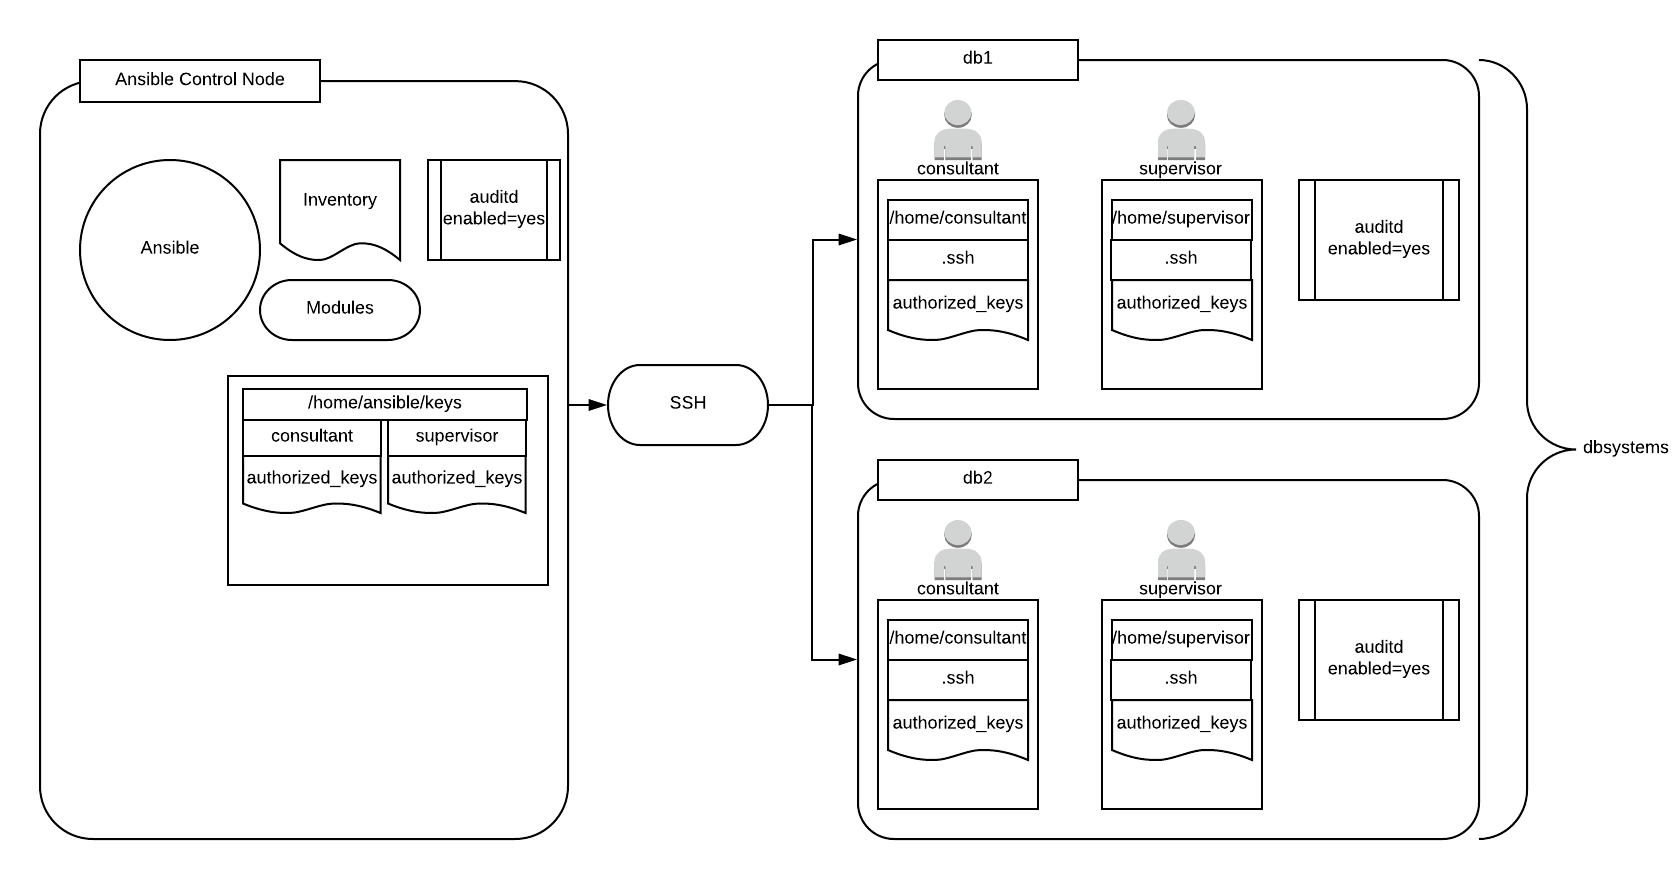 Ansible Control Node
Ansible
Inventory
auditd
enabled=yes
Modules
/home/ansible/keys
consultant
supervisor
authorized_keys
authorized_keys
SSH
db1
consultant
supervisor
/home/consultant
/home/supervisor
auditd
enabled=yes
.ssh
.ssh
authorized_keys
authorized_keys
dbsystems
db2
consultant
supervisor
/home/consultant
/home/supervisor
auditd
enabled=yes
.ssh
.ssh
authorized_keys
authorized_keys